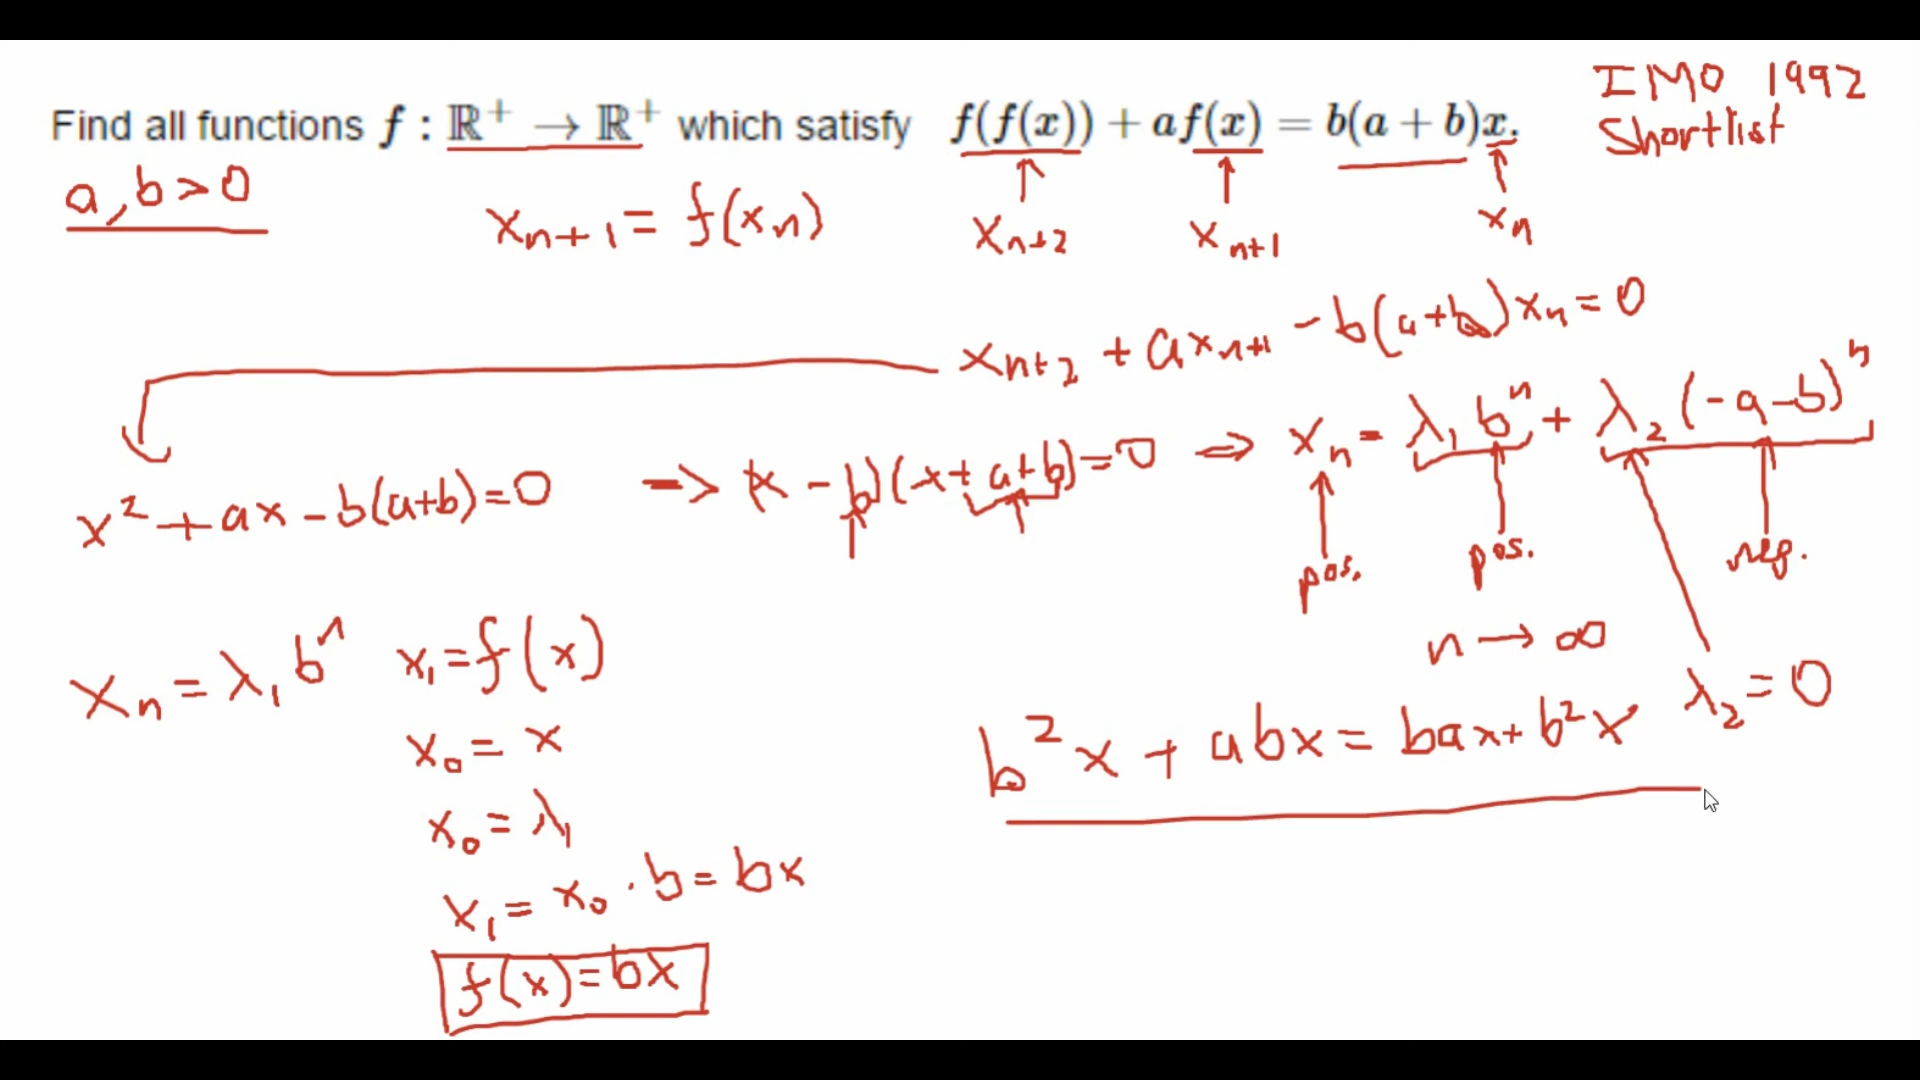 Find all functions f : ℝ⁺ → ℝ⁺ which satisfy f(f(x)) + af(x) = b(a + b)x.
IMO 1992
Shortlist
a, b > 0
xₙ₊₁ = f(xₙ)
xₙ₊₂
xₙ₊₁
xₙ
xₙ₊₂ + axₙ₊₁ - b(a+b)xₙ = 0
x² + ax - b(a+b) = 0 => (x - b)(x + a+b) = 0 => xₙ = λ₁bⁿ + λ₂(-a-b)ⁿ
pos.
pos.
neg.
n → ∞
λ₂ = 0
xₙ = λ₁bⁿ
x₁ = f(x)
x₀ = x
x₀ = λ₁
x₁ = x₀ · b = bx
f(x) = bx
b²x + abx = bax + b²x